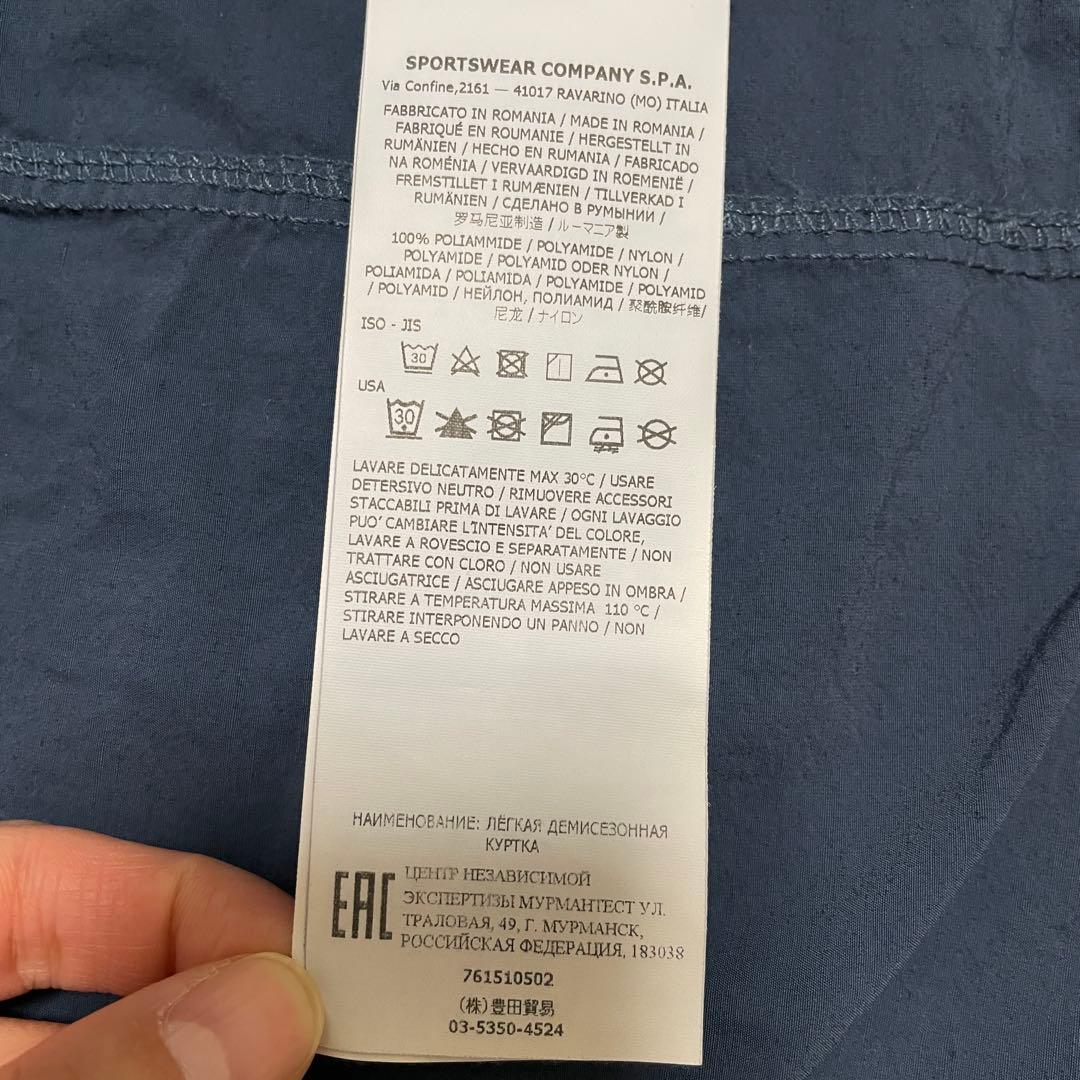 SPORTSWEAR COMPANY S.P.A.
Via Confine,2161 — 41017 RAVARINO (MO) ITALIA
FABBRICATO IN ROMANIA / MADE IN ROMANIA /
FABRIQUÉ EN ROUMANIE / HERGESTELLT IN
RUMÄNIEN / HECHO EN RUMANIA / FABRICADO
NA ROMÉNIA / VERVAARDIGD IN ROEMENIË /
FREMSTILLET I RUMÆNIEN / TILLVERKAD I
RUMÄNIEN / СДЕЛАНО В РУМЫНИИ /
罗马尼亚制造 / ルーマニア製
100% POLIAMMIDE / POLYAMIDE / NYLON /
POLYAMIDE / POLYAMID ODER NYLON /
POLIAMIDA / POLIAMIDA / POLYAMIDE / POLYAMID
/ POLYAMID / НЕЙЛОН, ПОЛИАМИД / 聚酰胺纤维/
尼龙 / ナイロン
ISO - JIS
30
USA
30
LAVARE DELICATAMENTE MAX 30°C / USARE
DETERSIVO NEUTRO / RIMUOVERE ACCESSORI
STACCABILI PRIMA DI LAVARE / OGNI LAVAGGIO
PUO' CAMBIARE L'INTENSITA' DEL COLORE,
LAVARE A ROVESCIO E SEPARATAMENTE / NON
TRATTARE CON CLORO / NON USARE
ASCIUGATRICE / ASCIUGARE APPESO IN OMBRA /
STIRARE A TEMPERATURA MASSIMA 110 °C /
STIRARE INTERPONENDO UN PANNO / NON
LAVARE A SECCO
НАИМЕНОВАНИЕ: ЛЁГКАЯ ДЕМИСЕЗОННАЯ
КУРТКА
EAC
ЦЕНТР НЕЗАВИСИМОЙ
ЭКСПЕРТИЗЫ МУРМАНТЕСТ УЛ.
ТРАЛОВАЯ, 49, Г. МУРМАНСК,
РОССИЙСКАЯ ФЕДЕРАЦИЯ, 183038
761510502
(株)豊田貿易
03-5350-4524